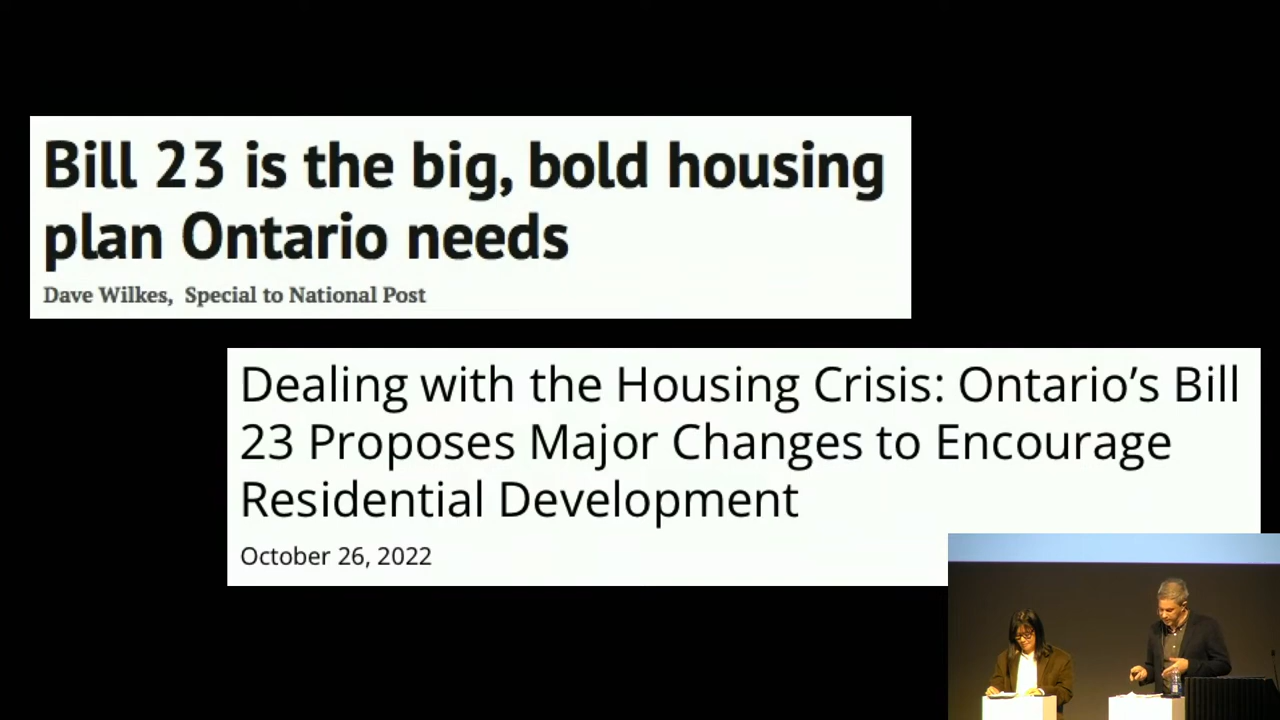 Bill 23 is the big, bold housing
plan Ontario needs
Dave Wilkes, Special to National Post
Dealing with the Housing Crisis: Ontario’s Bill
23 Proposes Major Changes to Encourage
Residential Development
October 26, 2022